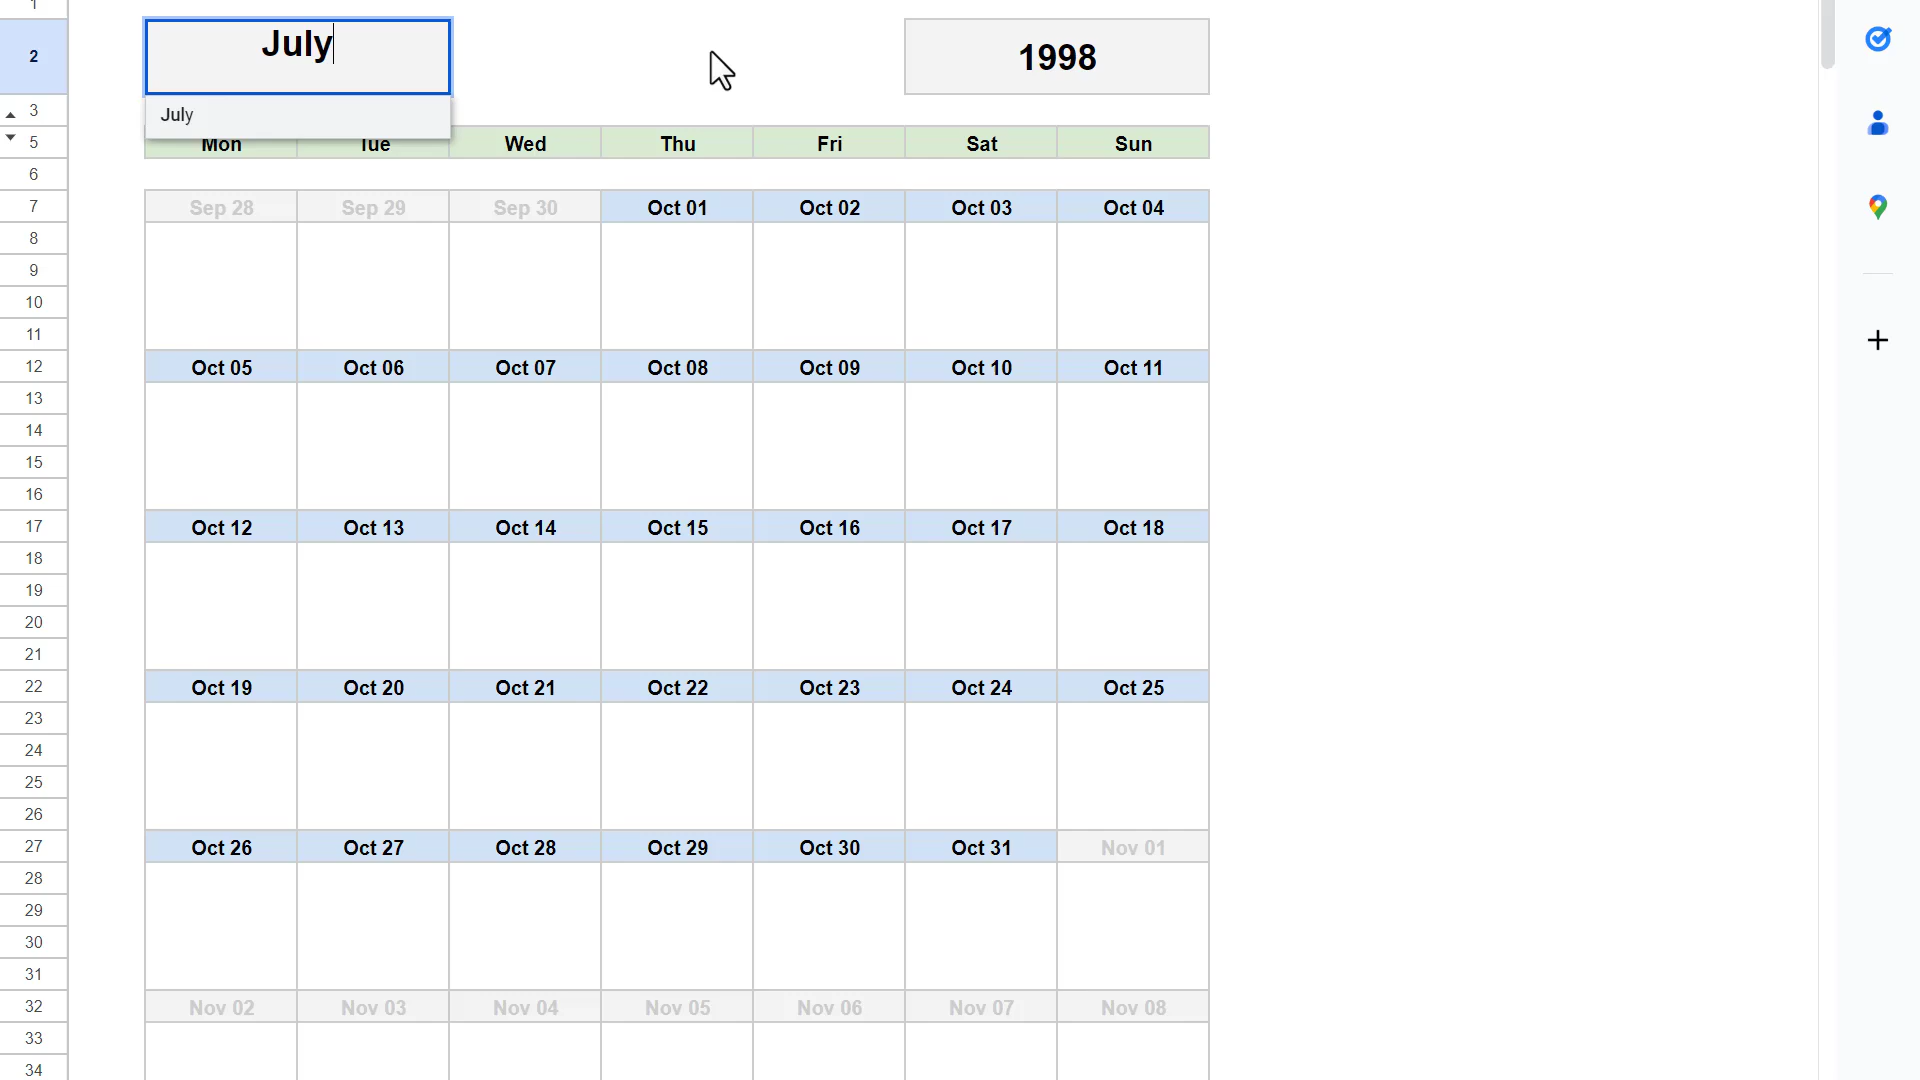 1
2 July 1998
July
3
5 Mon Tue Wed Thu Fri Sat Sun
6
7 Sep 28 Sep 29 Sep 30 Oct 01 Oct 02 Oct 03 Oct 04
8
9
10
11
12 Oct 05 Oct 06 Oct 07 Oct 08 Oct 09 Oct 10 Oct 11
13
14
15
16
17 Oct 12 Oct 13 Oct 14 Oct 15 Oct 16 Oct 17 Oct 18
18
19
20
21
22 Oct 19 Oct 20 Oct 21 Oct 22 Oct 23 Oct 24 Oct 25
23
24
25
26
27 Oct 26 Oct 27 Oct 28 Oct 29 Oct 30 Oct 31 Nov 01
28
29
30
31
32 Nov 02 Nov 03 Nov 04 Nov 05 Nov 06 Nov 07 Nov 08
33
34